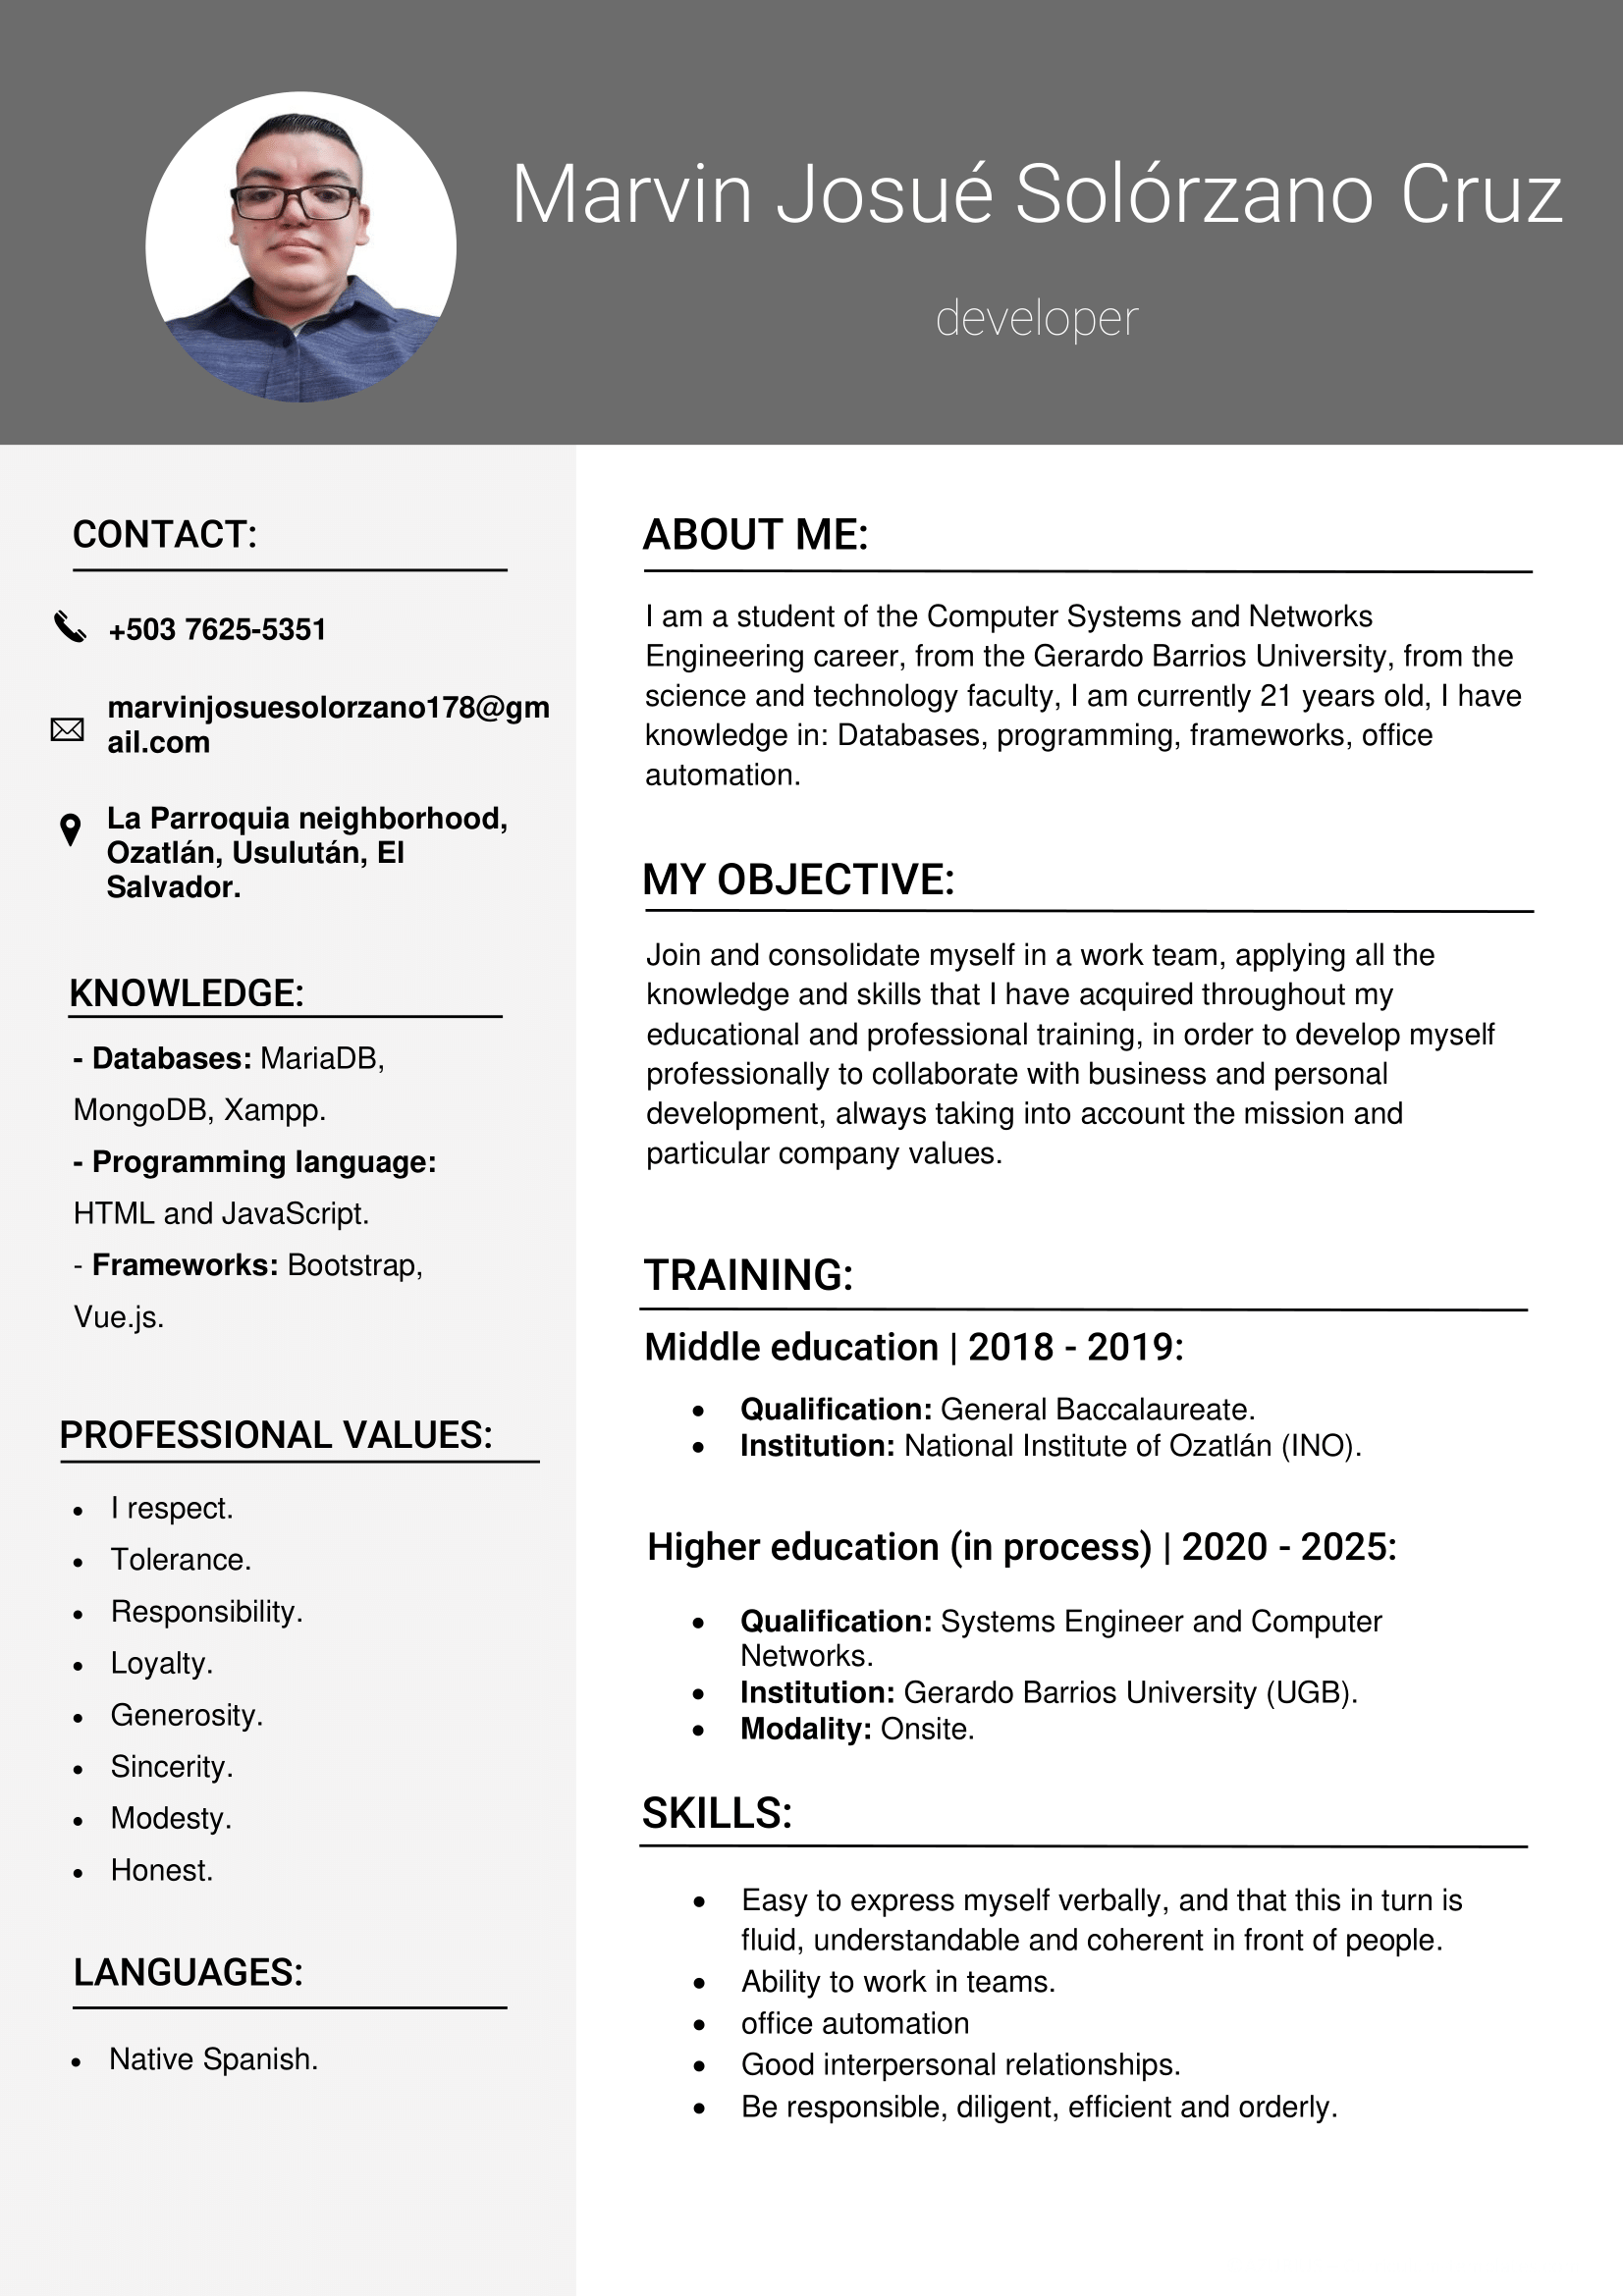 Marvin Josué Solórzano Cruz
developer
CONTACT:
+503 7625-5351
marvinjosuesolorzano178@gm
ail.com
La Parroquia neighborhood,
Ozatlán, Usulután, El
Salvador.
KNOWLEDGE:
- Databases: MariaDB,
MongoDB, Xampp.
- Programming language:
HTML and JavaScript.
- Frameworks: Bootstrap,
Vue.js.
PROFESSIONAL VALUES:
• I respect.
• Tolerance.
• Responsibility.
• Loyalty.
• Generosity.
• Sincerity.
• Modesty.
• Honest.
LANGUAGES:
• Native Spanish.
ABOUT ME:
I am a student of the Computer Systems and Networks
Engineering career, from the Gerardo Barrios University, from the
science and technology faculty, I am currently 21 years old, I have
knowledge in: Databases, programming, frameworks, office
automation.
MY OBJECTIVE:
Join and consolidate myself in a work team, applying all the
knowledge and skills that I have acquired throughout my
educational and professional training, in order to develop myself
professionally to collaborate with business and personal
development, always taking into account the mission and
particular company values.
TRAINING:
Middle education | 2018 - 2019:
• Qualification: General Baccalaureate.
• Institution: National Institute of Ozatlán (INO).
Higher education (in process) | 2020 - 2025:
• Qualification: Systems Engineer and Computer
Networks.
• Institution: Gerardo Barrios University (UGB).
• Modality: Onsite.
SKILLS:
• Easy to express myself verbally, and that this in turn is
fluid, understandable and coherent in front of people.
• Ability to work in teams.
• office automation
• Good interpersonal relationships.
• Be responsible, diligent, efficient and orderly.